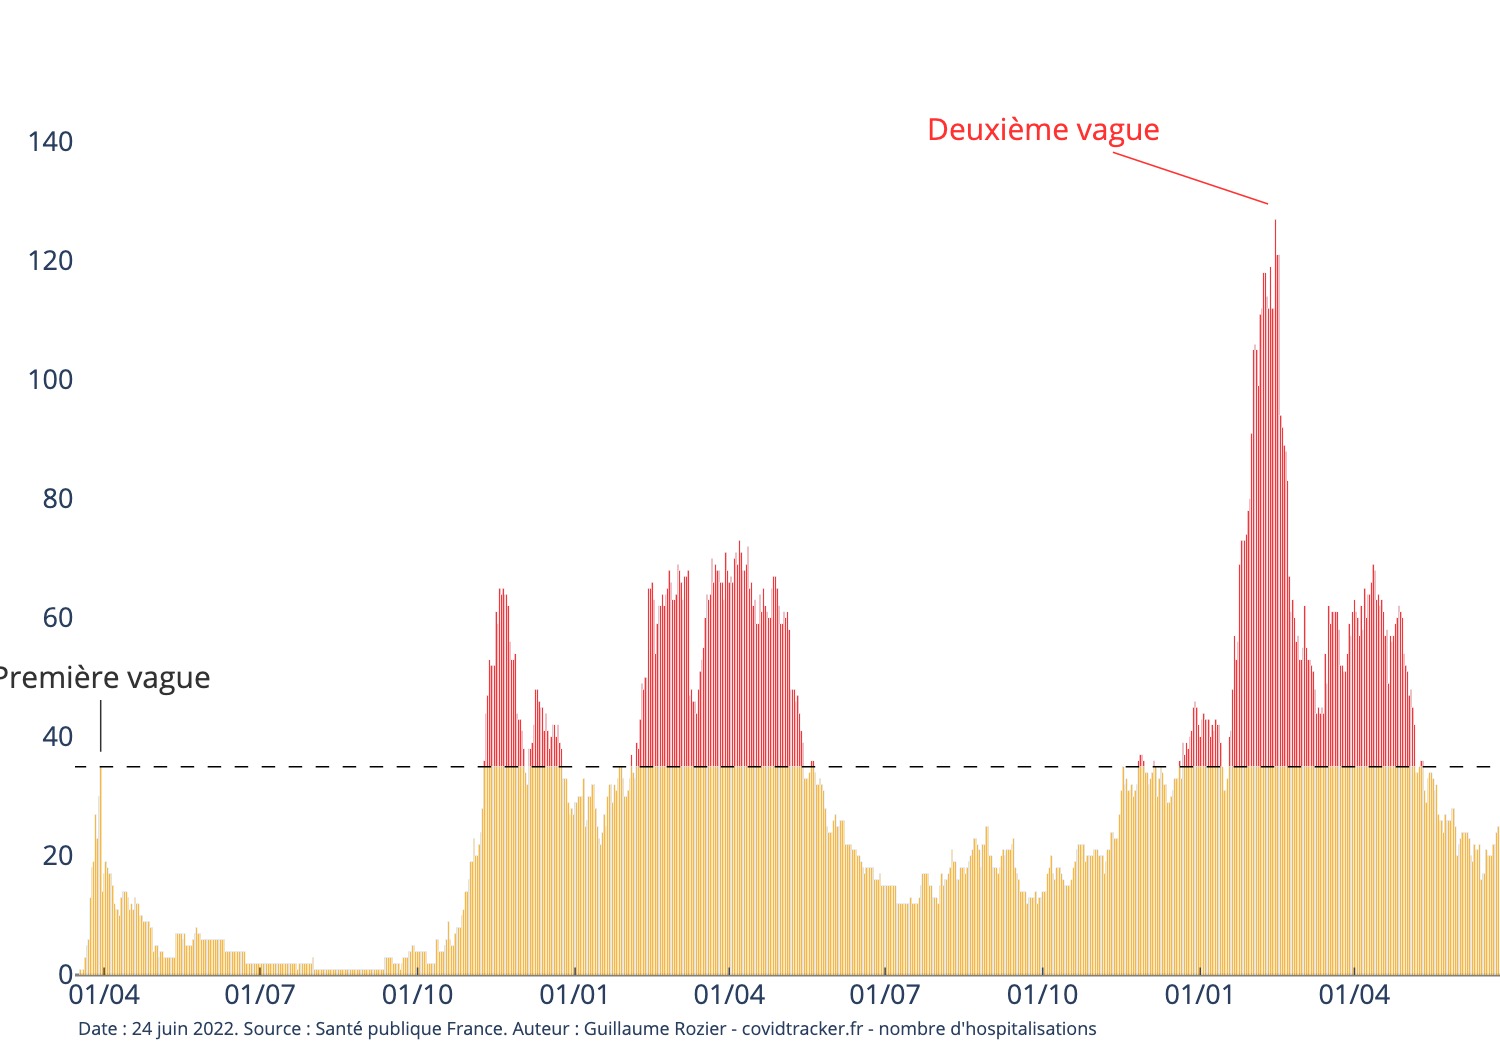 140
Deuxième vague
120
100
80
60
Première vague
40
20
0
01/04 01/07 01/10 01/01 01/04 01/07 01/10 01/01 01/04
Date : 24 juin 2022. Source : Santé publique France. Auteur : Guillaume Rozier - covidtracker.fr - nombre d'hospitalisations